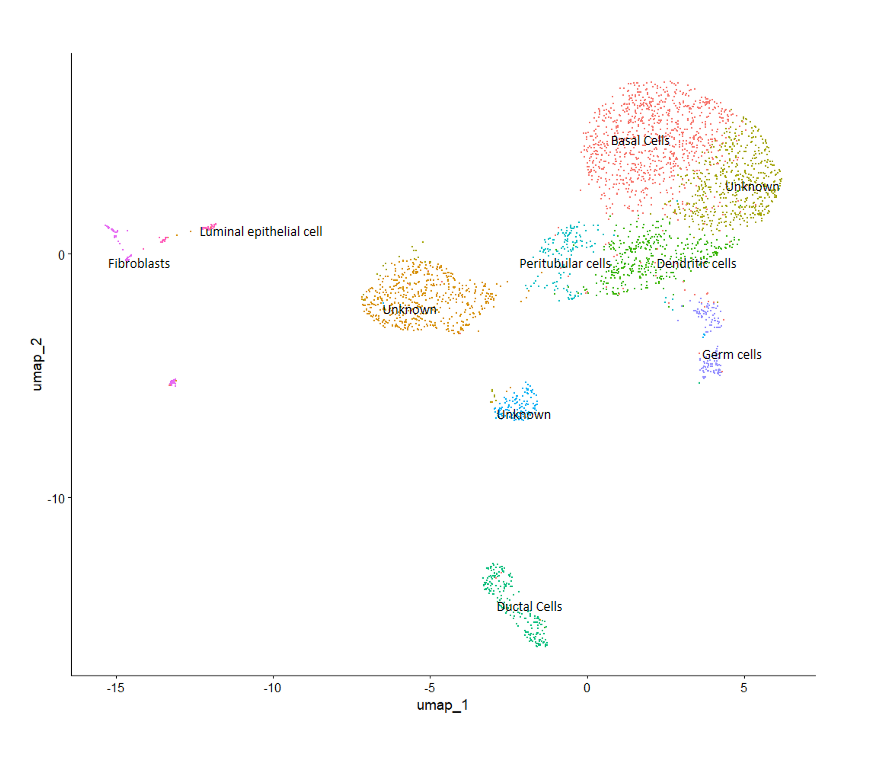 Basal Cells
Unknown
Luminal epithelial cell
Fibroblasts
Peritubular cells
Dendritic cells
Unknown
Germ cells
Unknown
Ductal Cells
0
-10
umap_2
-15
-10
-5
0
5
umap_1